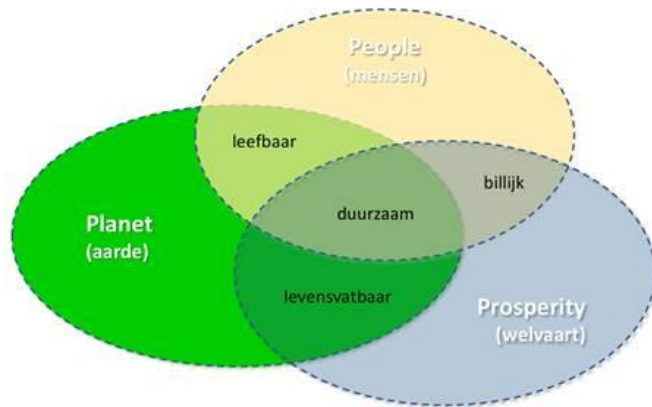 People
(mensen)
leefbaar
billijk
duurzaam
Planet
(aarde)
levensvatbaar
Prosperity
(welvaart)